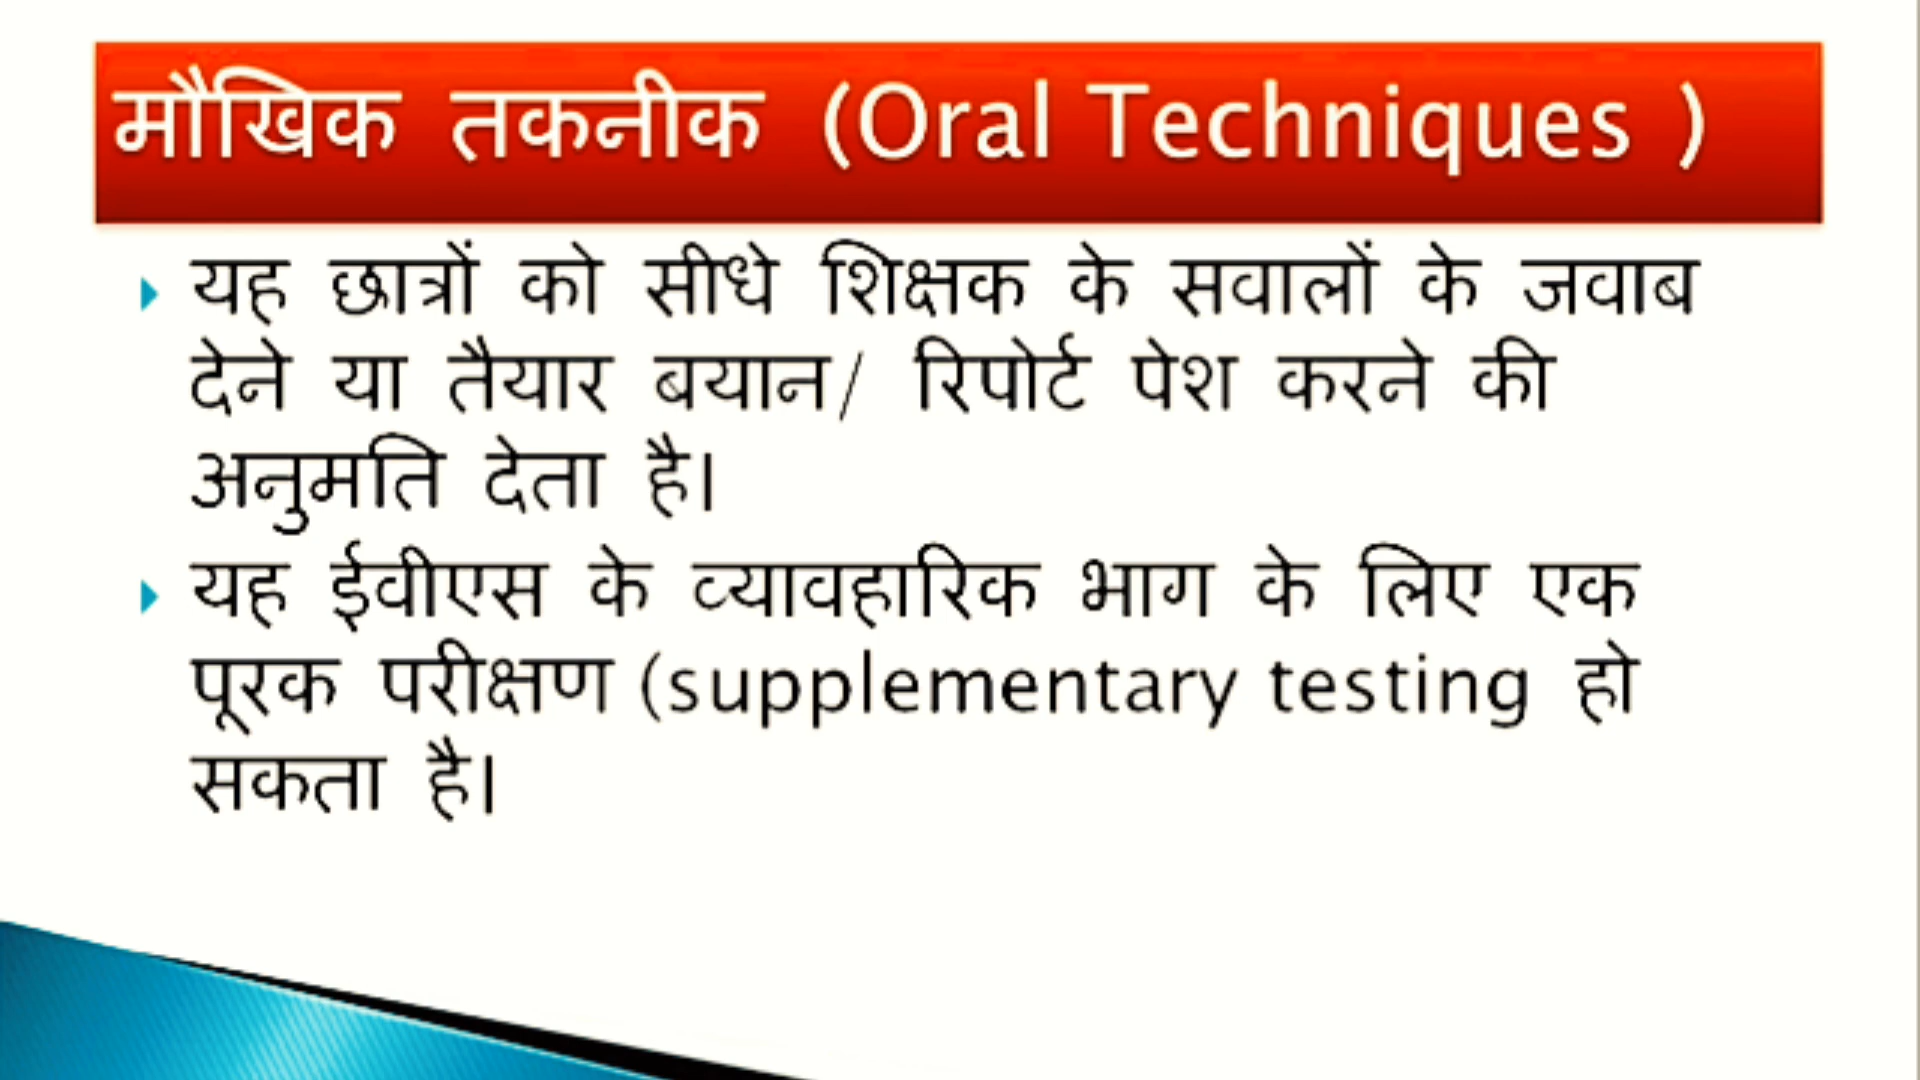 मौखिक तकनीक (Oral Techniques )
यह छात्रों को सीधे शिक्षक के सवालों के जवाब
देने या तैयार बयान/ रिपोर्ट पेश करने की
अनुमति देता है।
यह ईवीएस के व्यावहारिक भाग के लिए एक
पूरक परीक्षण (supplementary testing हो
सकता है।